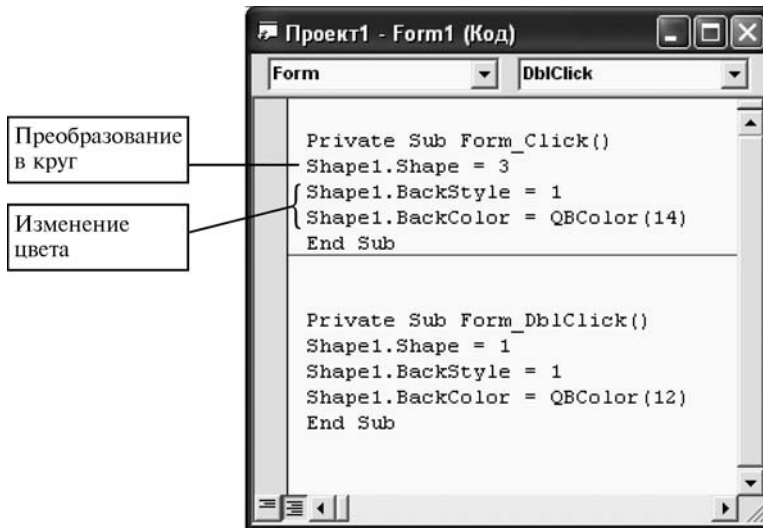 Проект1 - Form1 (Код)
Form
DblClick
Преобразование
в круг
Изменение
цвета
Private Sub Form_Click()
Shape1.Shape = 3
Shape1.BackStyle = 1
Shape1.BackColor = QBColor(14)
End Sub
Private Sub Form_DblClick()
Shape1.Shape = 1
Shape1.BackStyle = 1
Shape1.BackColor = QBColor(12)
End Sub